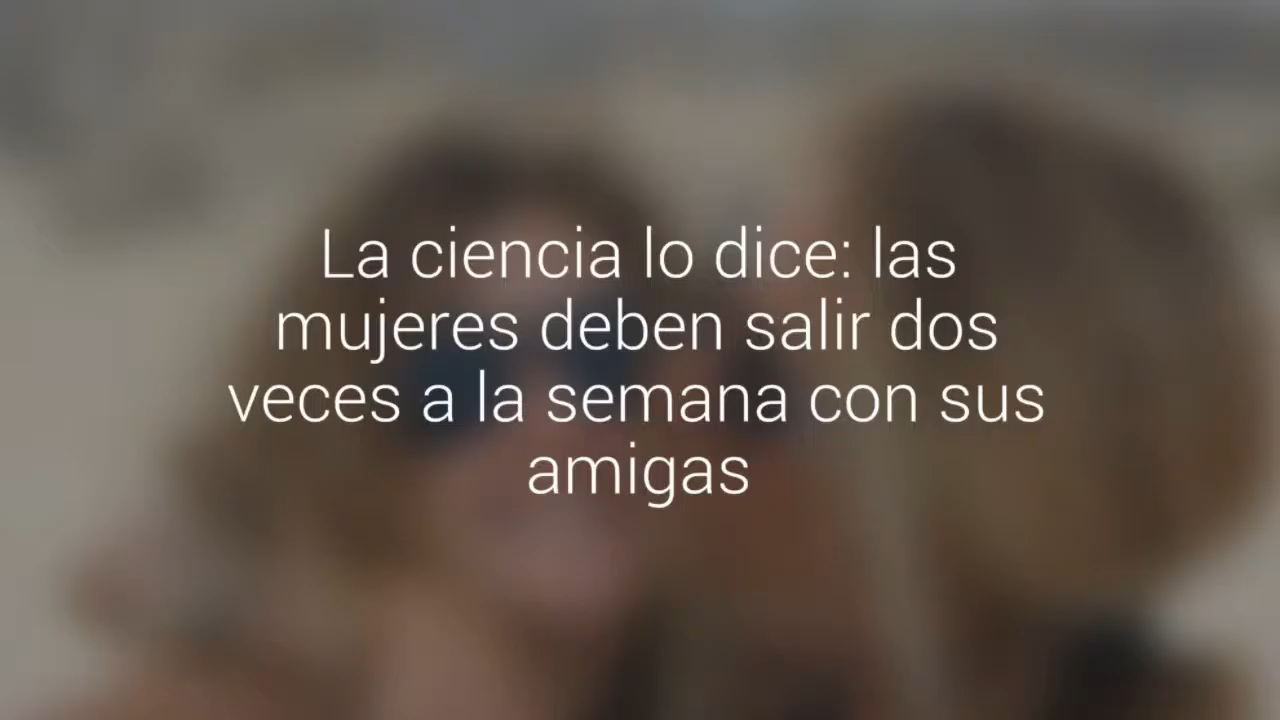 La ciencia lo dice: las
mujeres deben salir dos
veces a la semana con sus
amigas